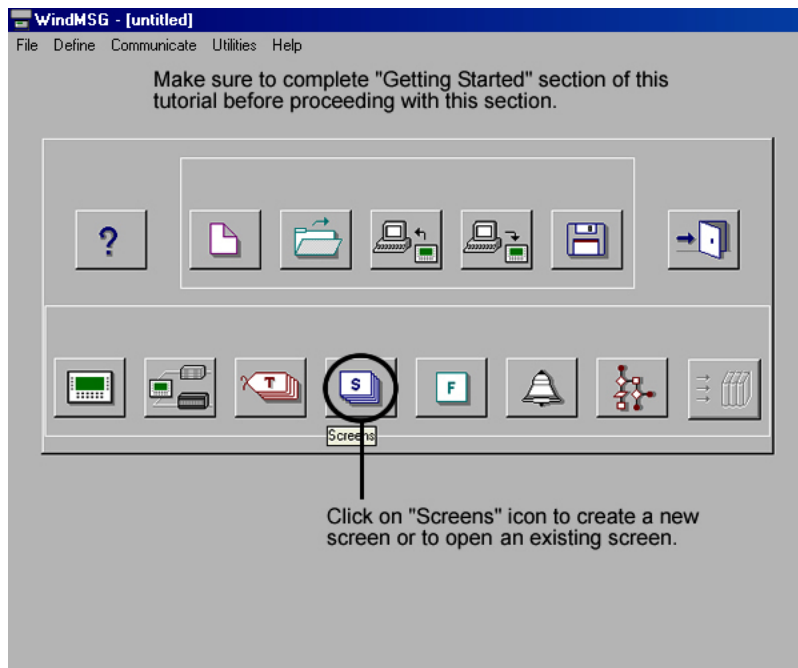 WindMSG - [untitled]
File Define Communicate Utilities Help
Make sure to complete "Getting Started" section of this
tutorial before proceeding with this section.
?
T
S
F
Screens
Click on "Screens" icon to create a new
screen or to open an existing screen.